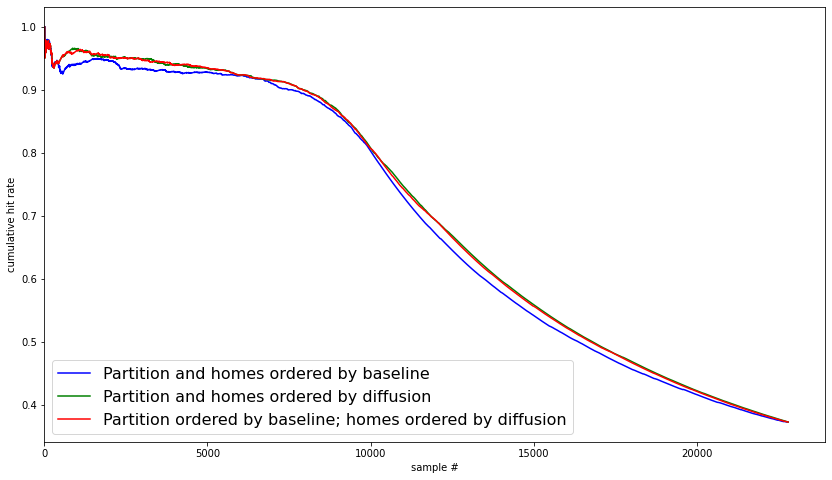 1.0
0.9
0.8
0.7
0.6
0.5
0.4
cumulative hit rate
Partition and homes ordered by baseline
Partition and homes ordered by diffusion
Partition ordered by baseline; homes ordered by diffusion
0 5000 10000 15000 20000
sample #